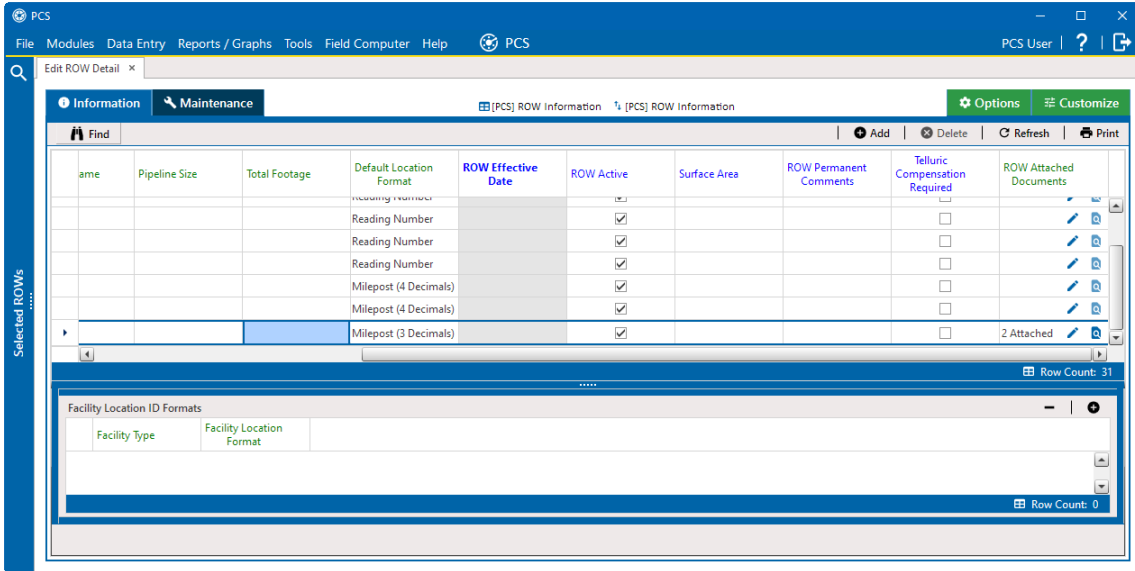 PCS
File Modules Data Entry Reports / Graphs Tools Field Computer Help PCS PCS User | ? |
Edit ROW Detail ×
Information Maintenance [PCS] ROW Information [PCS] ROW Information Options Customize
Find | Add | Delete | Refresh | Print
ame Pipeline Size Total Footage Default Location Format ROW Effective Date ROW Active Surface Area ROW Permanent Comments Telluric Compensation Required ROW Attached Documents
Reading Number
Reading Number
Reading Number
Reading Number
Milepost (4 Decimals)
Milepost (4 Decimals)
Milepost (3 Decimals) 2 Attached
Row Count: 31
Selected ROWs
Facility Location ID Formats
Facility Type Facility Location Format
Row Count: 0